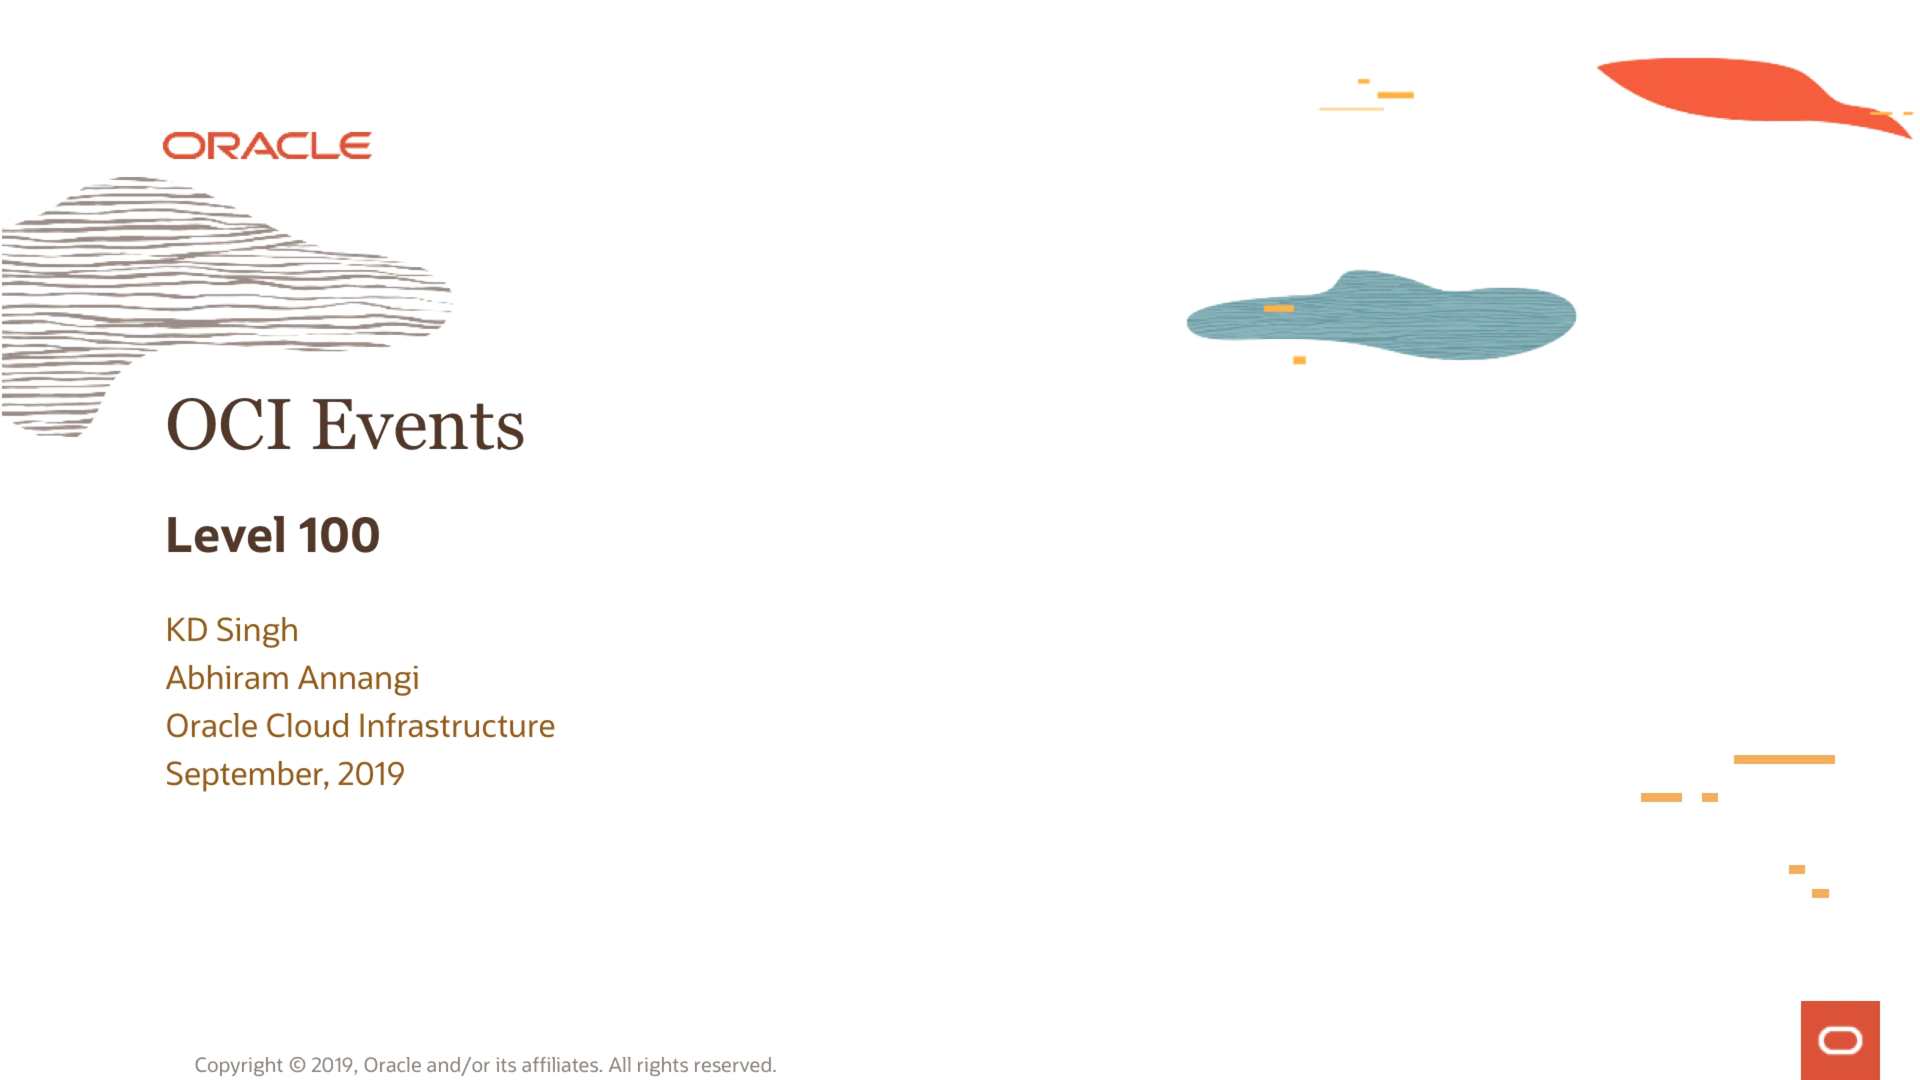 ORACLE
OCI Events
Level 100
KD Singh
Abhiram Annangi
Oracle Cloud Infrastructure
September, 2019
Copyright © 2019, Oracle and/or its affiliates. All rights reserved.